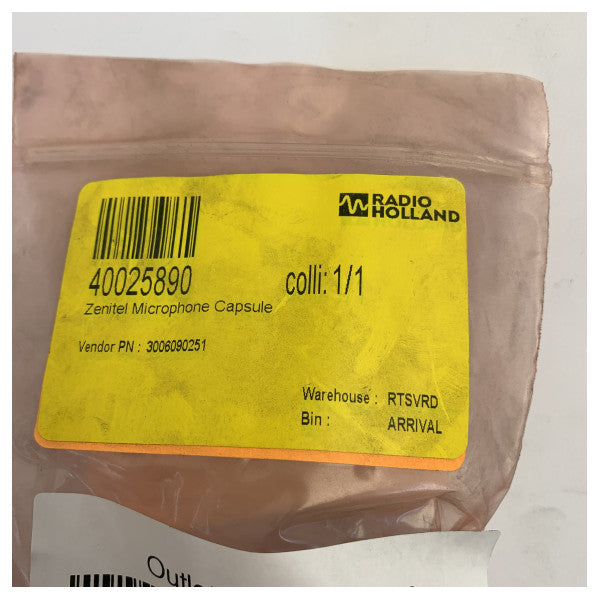 RADIO
HOLLAND
40025890 colli: 1/1
Zenitel Microphone Capsule
Vendor PN : 3006090251
Warehouse : RTSVRD
Bin : ARRIVAL